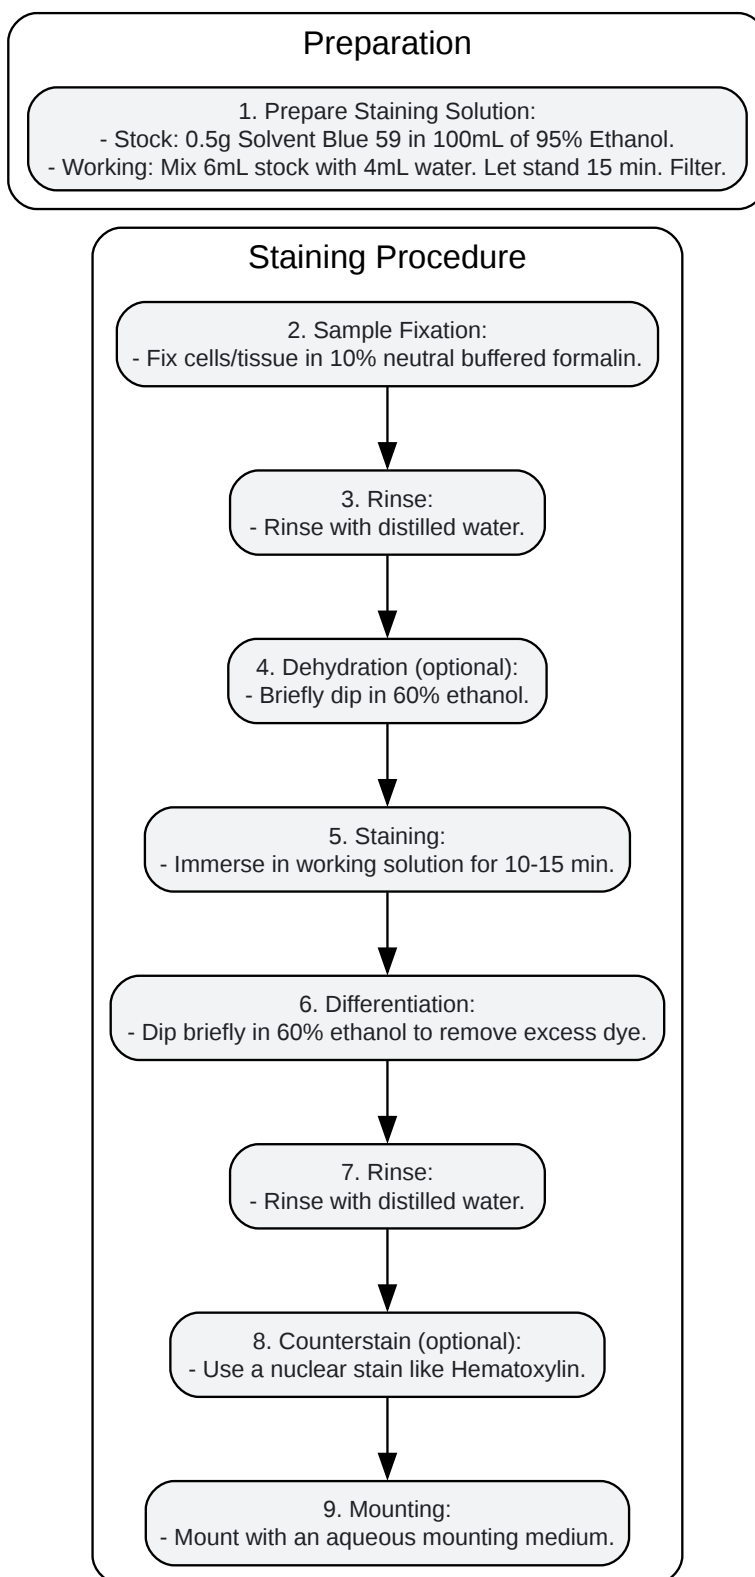 Preparation
1. Prepare Staining Solution:
- Stock: 0.5g Solvent Blue 59 in 100mL of 95% Ethanol.
- Working: Mix 6mL stock with 4mL water. Let stand 15 min. Filter.
Staining Procedure
2. Sample Fixation:
- Fix cells/tissue in 10% neutral buffered formalin.
3. Rinse:
- Rinse with distilled water.
4. Dehydration (optional):
- Briefly dip in 60% ethanol.
5. Staining:
- Immerse in working solution for 10-15 min.
6. Differentiation:
- Dip briefly in 60% ethanol to remove excess dye.
7. Rinse:
- Rinse with distilled water.
8. Counterstain (optional):
- Use a nuclear stain like Hematoxylin.
9. Mounting:
- Mount with an aqueous mounting medium.